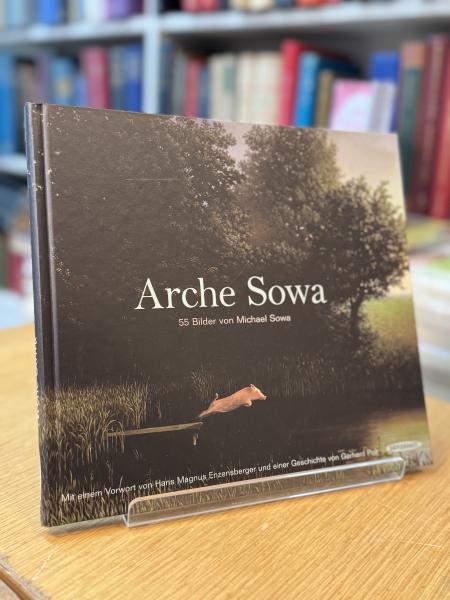 Arche Sowa
55 Bilder von Michael Sowa
Mit einem Vorwort von Hans Magnus Enzensberger und einer Geschichte von Gerhard